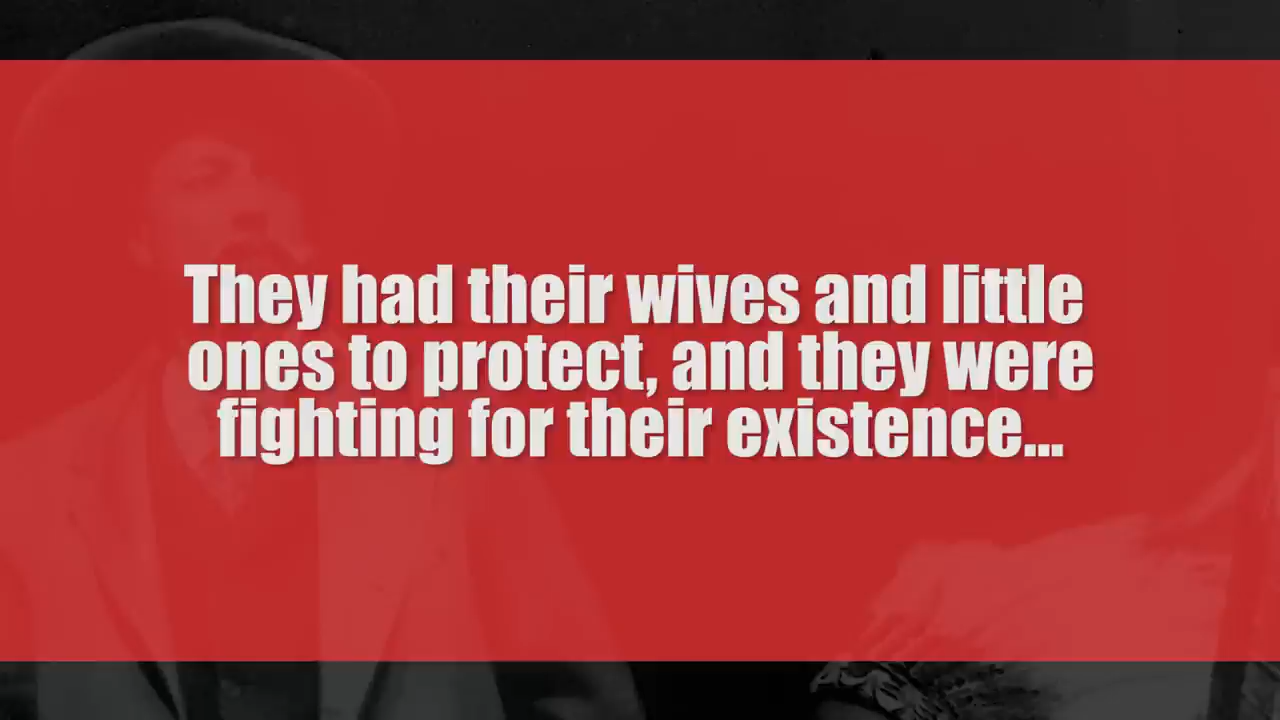 They had their wives and little
ones to protect, and they were
fighting for their existence...